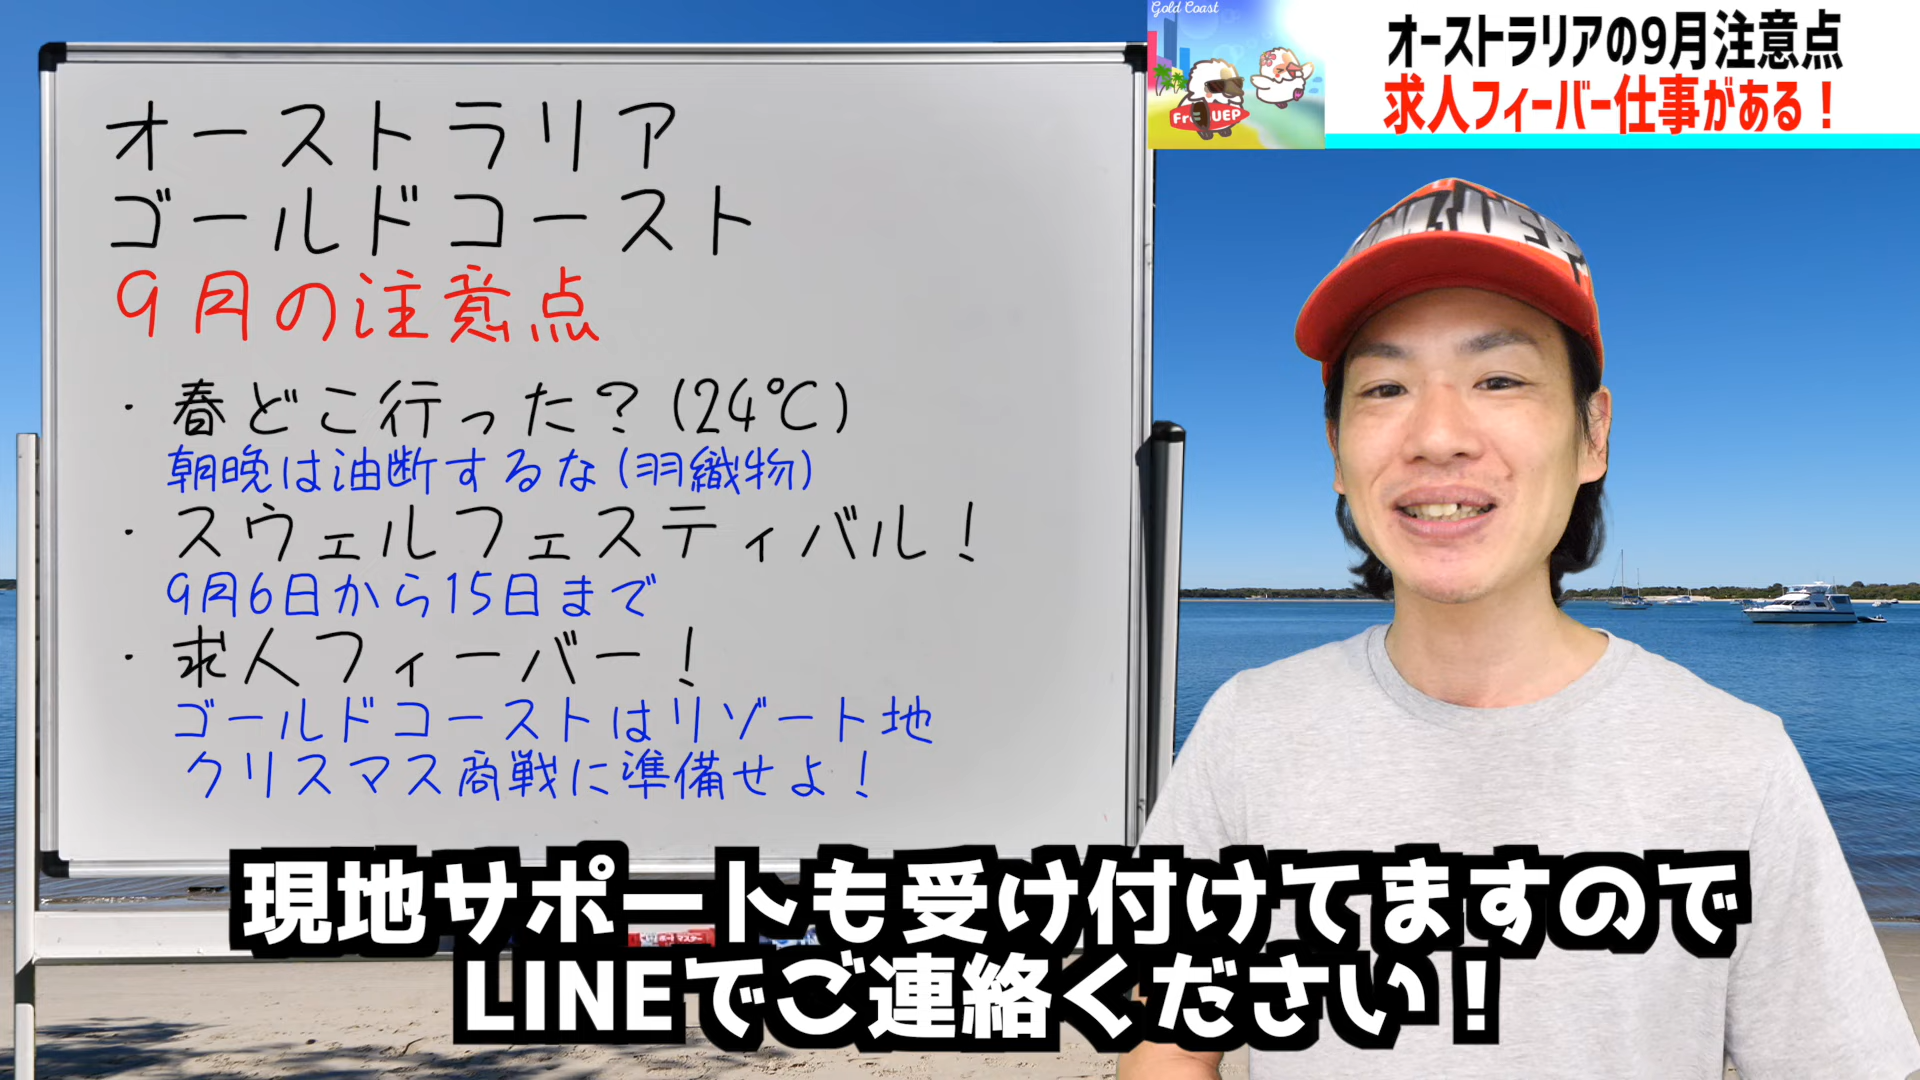 オーストラリア
ゴールドコースト
9月の注意点
・春どこ行った？(24℃)
朝晩は油断するな(羽織物)
・スウェルフェスティバル！
9月6日から15日まで
・求人フィーバー！
ゴールドコーストはリゾート地
クリスマス商戦に準備せよ！
Gold Coast
オーストラリアの9月注意点
求人フィーバー仕事がある！
現地サポートも受け付けてますので
LINEでご連絡ください！